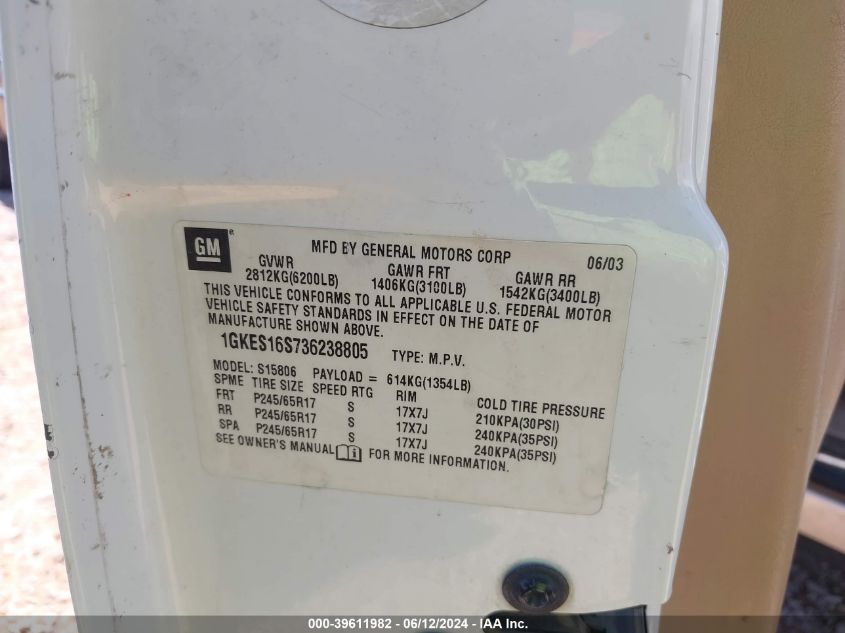 GM
MFD BY GENERAL MOTORS CORP 06/03
GVWR GAWR FRT GAWR RR
2812KG(6200LB) 1406KG(3100LB) 1542KG(3400LB)
THIS VEHICLE CONFORMS TO ALL APPLICABLE U.S. FEDERAL MOTOR
VEHICLE SAFETY STANDARDS IN EFFECT ON THE DATE OF
MANUFACTURE SHOWN ABOVE.
1GKES16S736238805 TYPE: M.P.V.
MODEL: S15806 PAYLOAD = 614KG(1354LB)
SPME TIRE SIZE SPEED RTG RIM COLD TIRE PRESSURE
FRT P245/65R17 S 17X7J 210KPA(30PSI)
RR P245/65R17 S 17X7J 240KPA(35PSI)
SPA P245/65R17 S 17X7J 240KPA(35PSI)
SEE OWNER'S MANUAL FOR MORE INFORMATION.
000-39611982 - 06/12/2024 - IAA Inc.